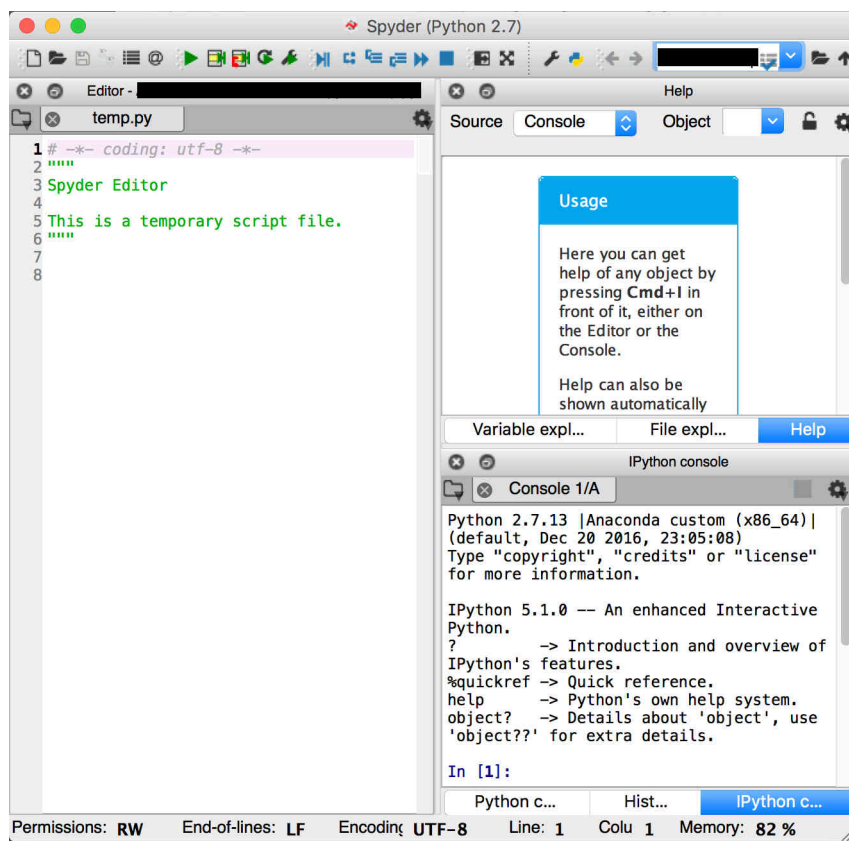 Spyder (Python 2.7)
Editor -
temp.py
1 # -*- coding: utf-8 -*-
2 """
3 Spyder Editor
4
5 This is a temporary script file.
6 """
7
8
Help
Source Console Object
Usage
Here you can get
help of any object by
pressing Cmd+I in
front of it, either on
the Editor or the
Console.
Help can also be
shown automatically
Variable expl... File expl... Help
IPython console
Console 1/A
Python 2.7.13 |Anaconda custom (x86_64)|
(default, Dec 20 2016, 23:05:08)
Type "copyright", "credits" or "license"
for more information.
IPython 5.1.0 -- An enhanced Interactive
Python.
? -> Introduction and overview of
IPython's features.
%quickref -> Quick reference.
help -> Python's own help system.
object? -> Details about 'object', use
'object??' for extra details.
In [1]:
Python c... Hist... IPython c...
Permissions: RW End-of-lines: LF Encoding UTF-8 Line: 1 Colu 1 Memory: 82 %